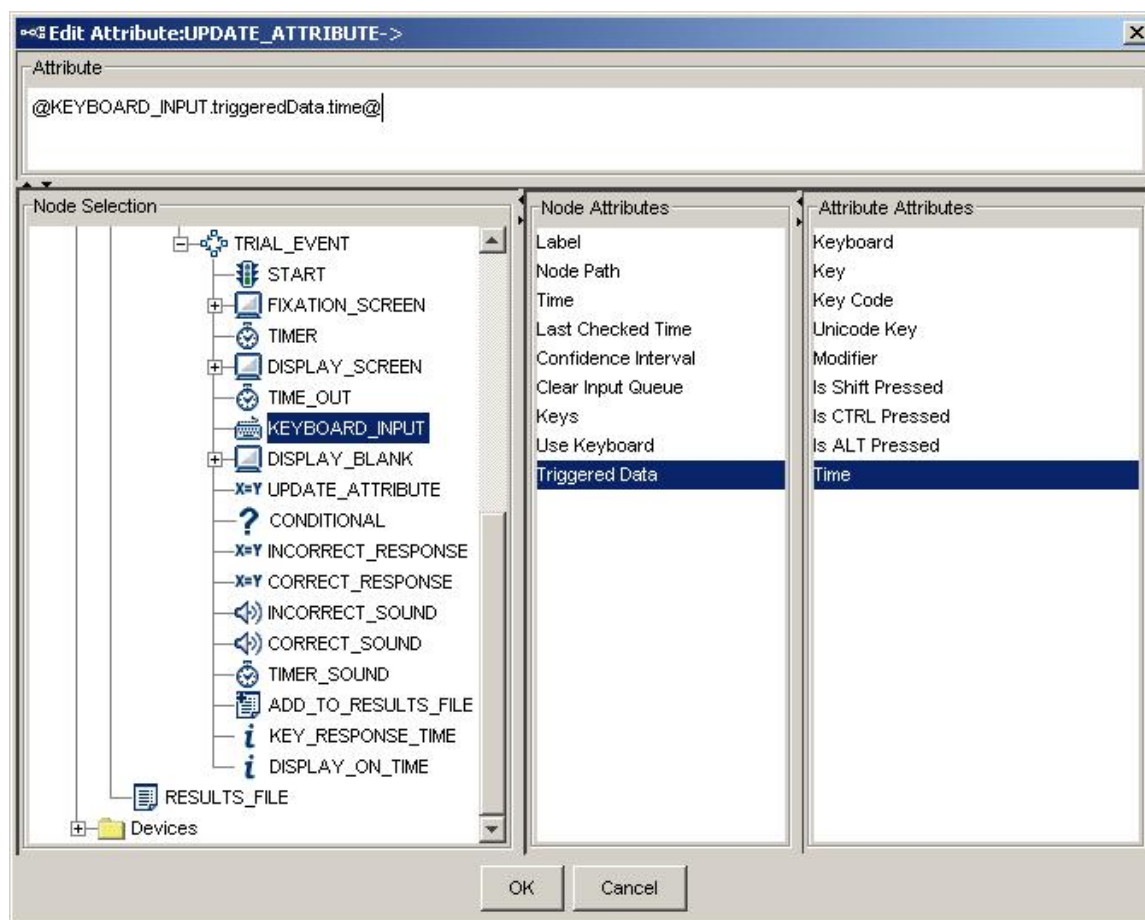 Edit Attribute:UPDATE_ATTRIBUTE->
Attribute
@KEYBOARD_INPUT.triggeredData.time@
Node Selection
TRIAL_EVENT
START
FIXATION_SCREEN
TIMER
DISPLAY_SCREEN
TIME_OUT
KEYBOARD_INPUT
DISPLAY_BLANK
X=Y UPDATE_ATTRIBUTE
? CONDITIONAL
X=Y INCORRECT_RESPONSE
X=Y CORRECT_RESPONSE
INCORRECT_SOUND
CORRECT_SOUND
TIMER_SOUND
ADD_TO_RESULTS_FILE
i KEY_RESPONSE_TIME
i DISPLAY_ON_TIME
RESULTS_FILE
Devices
Node Attributes
Label
Node Path
Time
Last Checked Time
Confidence Interval
Clear Input Queue
Keys
Use Keyboard
Triggered Data
Attribute Attributes
Keyboard
Key
Key Code
Unicode Key
Modifier
Is Shift Pressed
Is CTRL Pressed
Is ALT Pressed
Time
OK
Cancel